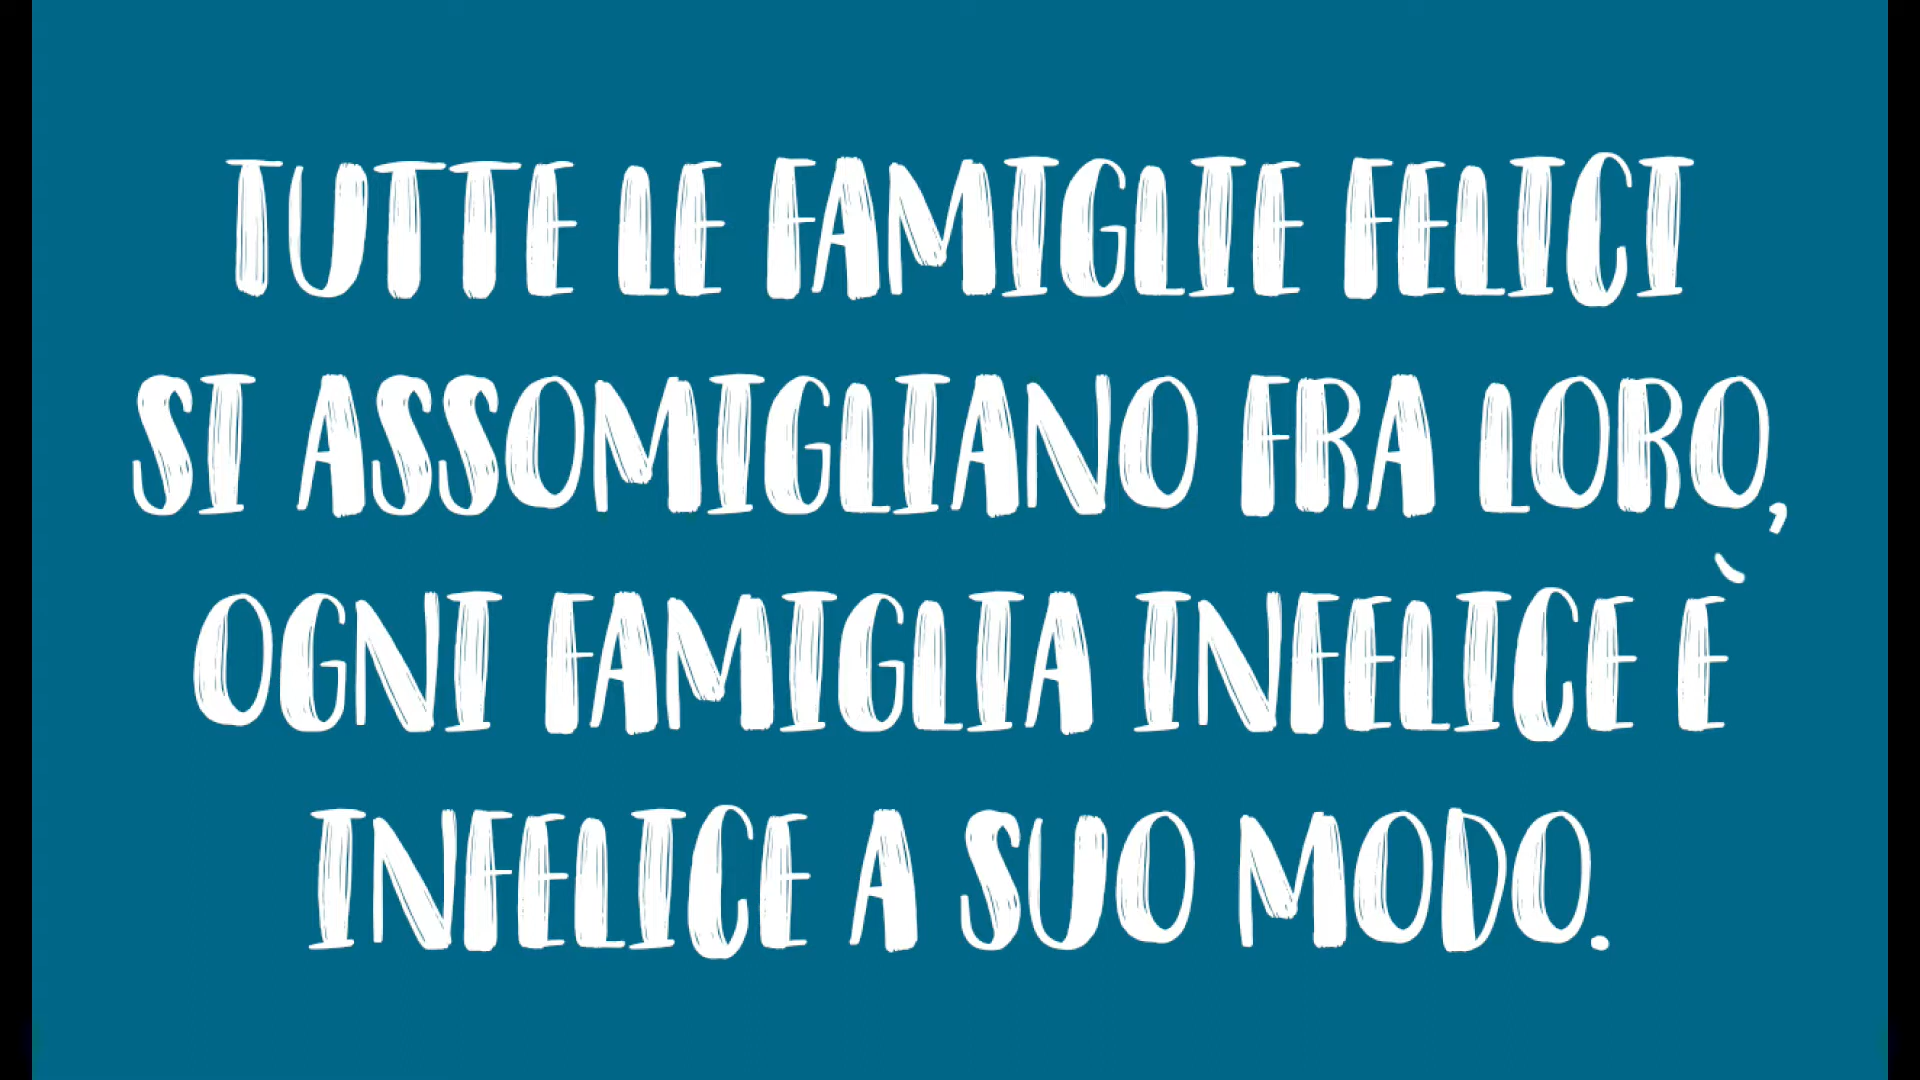 TUTTE LE FAMIGLIE FELICI
SI ASSOMIGLIANO FRA LORO,
OGNI FAMIGLIA INFELICE È
INFELICE A SUO MODO.